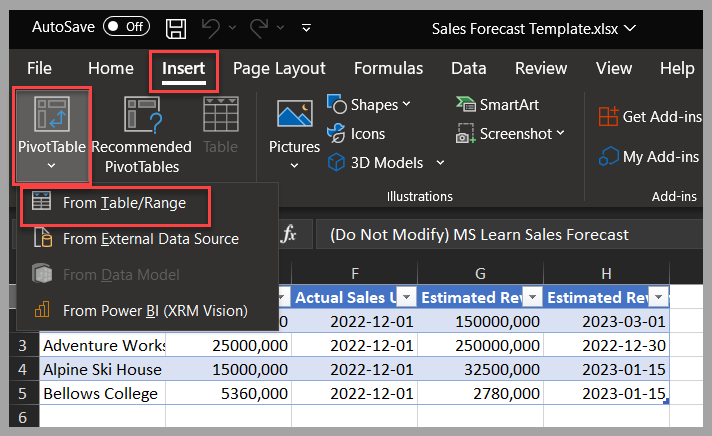 AutoSave Off Sales Forecast Template.xlsx
File Home Insert Page Layout Formulas Data Review View Help
PivotTable
Recommended PivotTables
Table
Pictures
Shapes
Icons
3D Models
SmartArt
Screenshot
Illustrations
Get Add-ins
My Add-ins
Add-ins
From Table/Range
From External Data Source
From Data Model
From Power BI (XRM Vision)
fx (Do Not Modify) MS Learn Sales Forecast
F G H
Actual Sales Estimated Rev Estimated Rev
0 2022-12-01 150000,000 2023-03-01
3 Adventure Works 25000,000 2022-12-01 250000,000 2022-12-30
4 Alpine Ski House 15000,000 2022-12-01 32500,000 2023-01-15
5 Bellows College 5360,000 2022-12-01 2780,000 2023-01-15
6